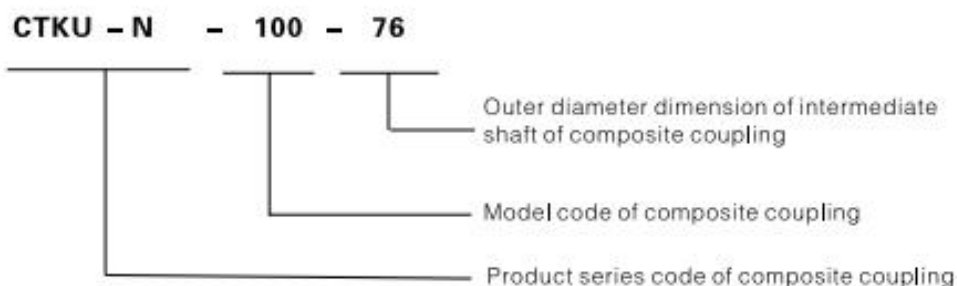 CTKU – N – 100 – 76
Outer diameter dimension of intermediate
shaft of composite coupling
Model code of composite coupling
Product series code of composite coupling